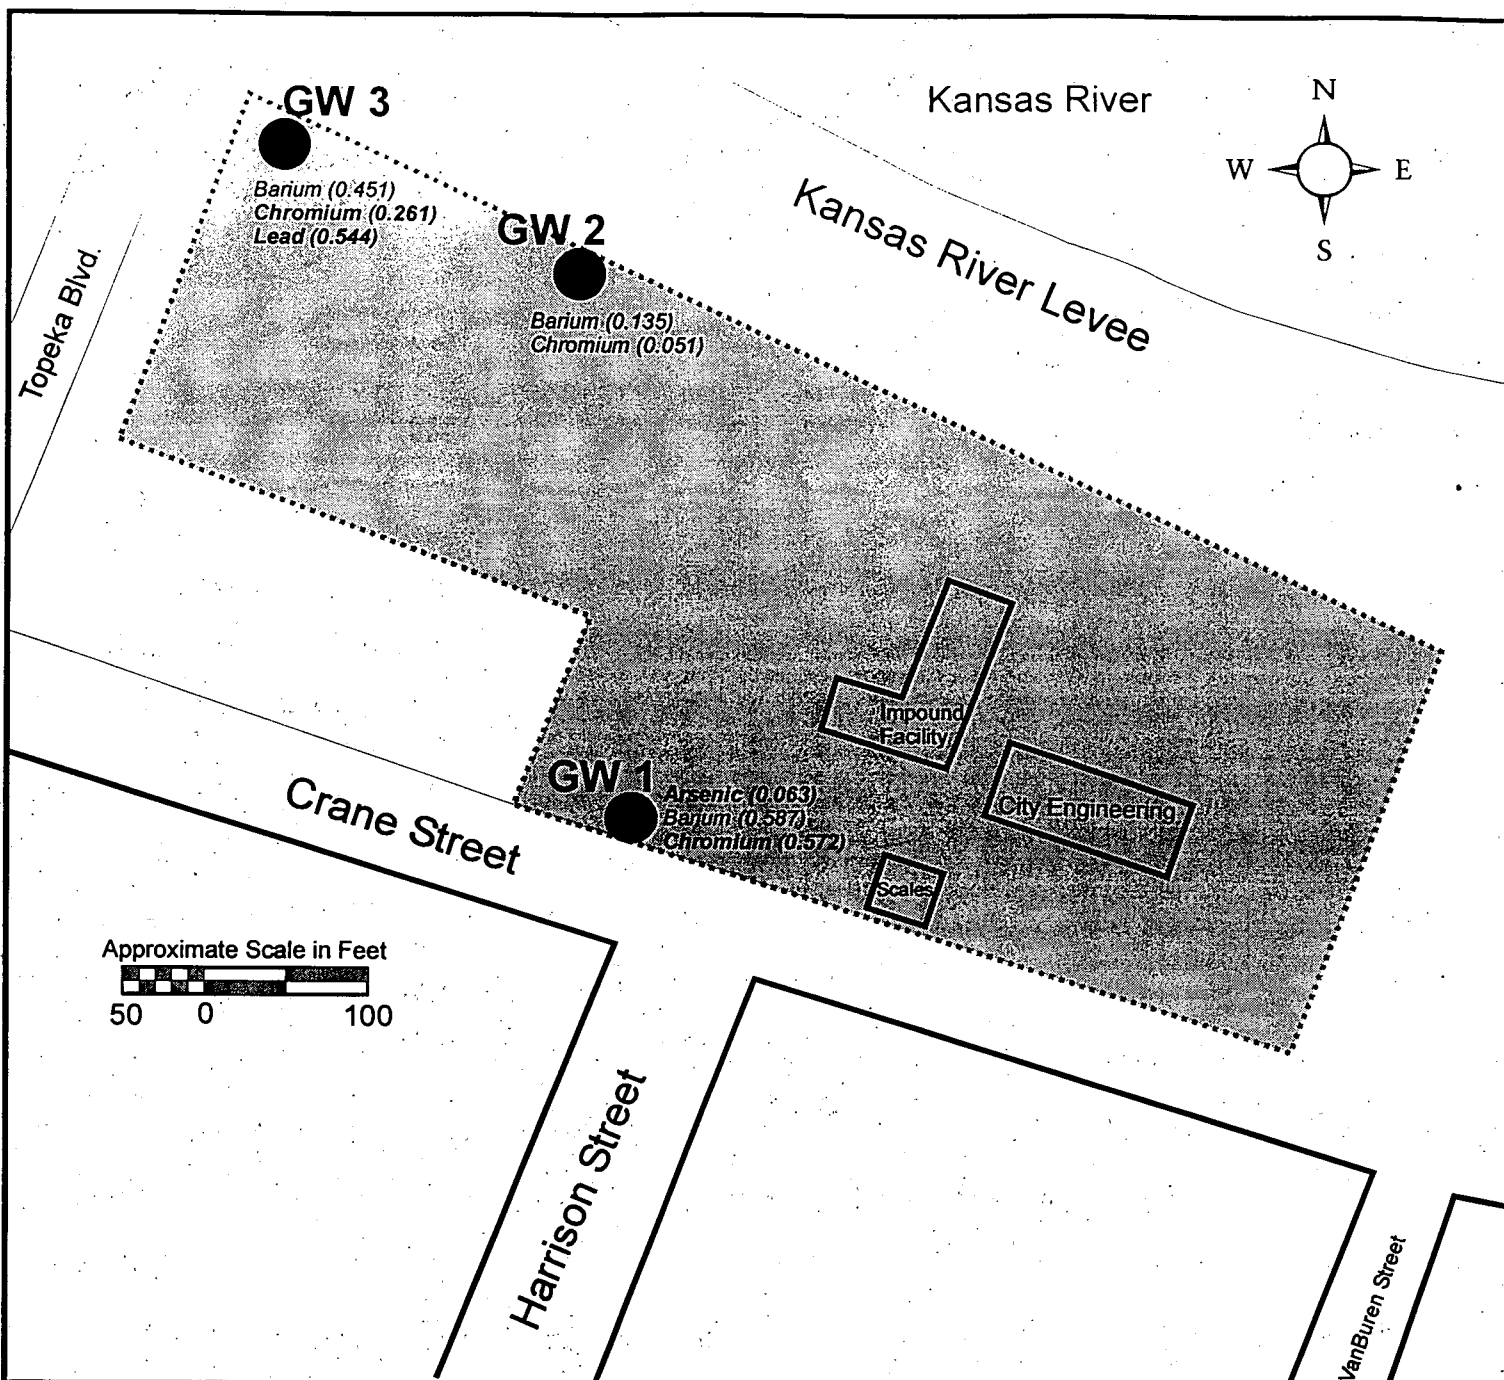 GW 3
Kansas River
N
W E
S
Barium (0.451)
Chromium (0.261)
Lead (0.544)
GW 2
Kansas River Levee
Barium (0.135)
Chromium (0.051)
Topeka Blvd.
Impound
Facility
GW 1
Arsenic (0.063)
Barium (0.587)
Chromium (0.572)
City Engineering
Crane Street
Scales
Approximate Scale in Feet
50 0 100
Harrison Street
VanBuren Street